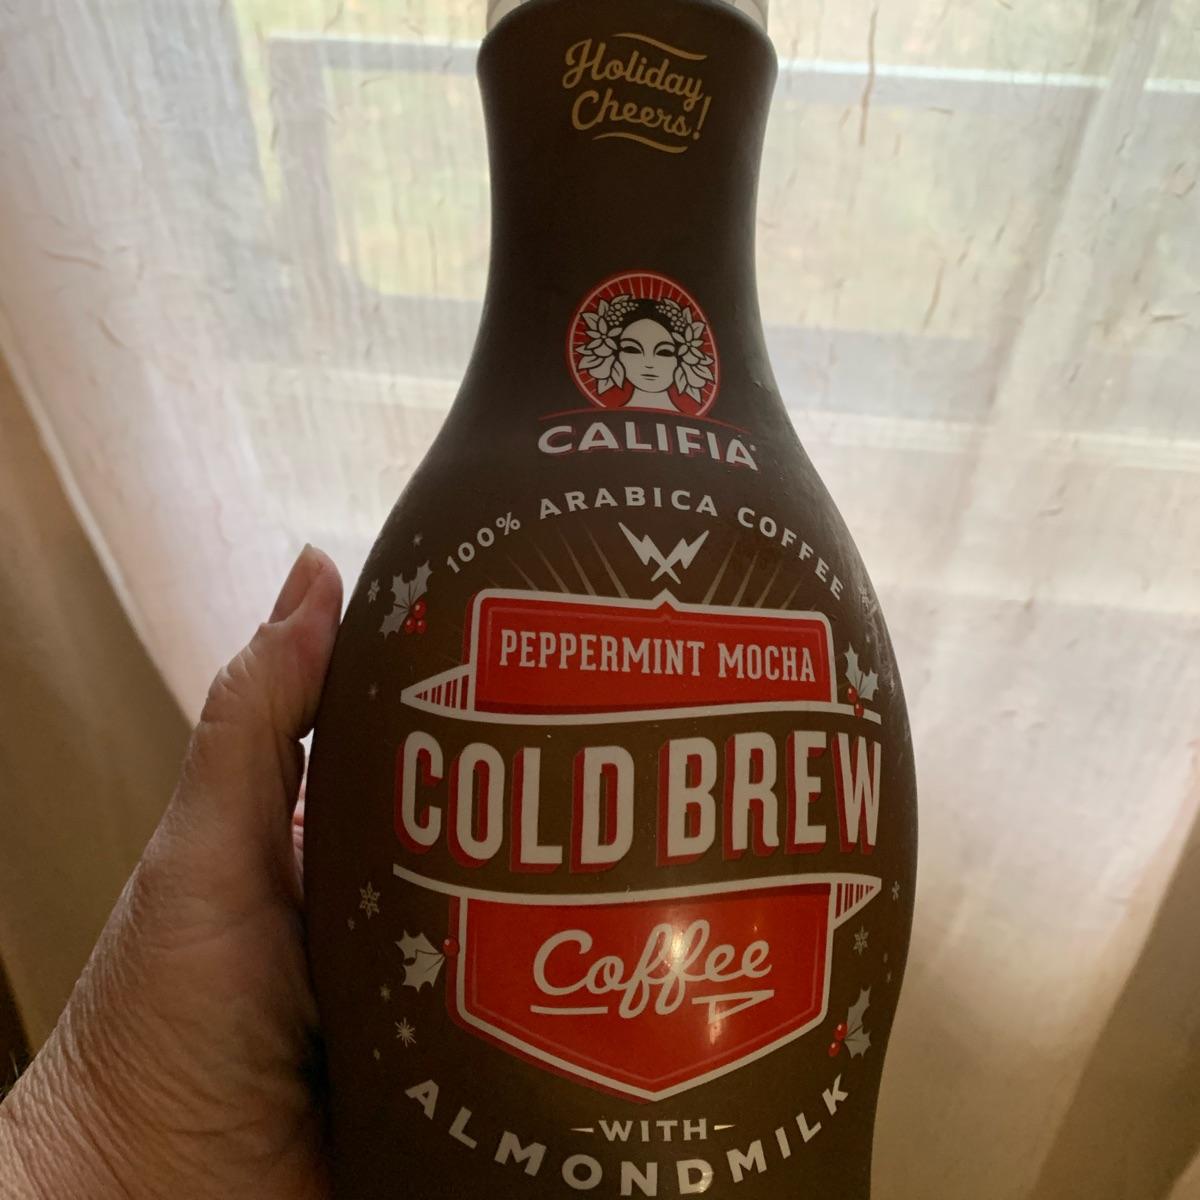 Holiday
Cheers!
CALIFIA
100% ARABICA COFFEE
PEPPERMINT MOCHA
COLD BREW
Coffee
WITH
ALMONDMILK